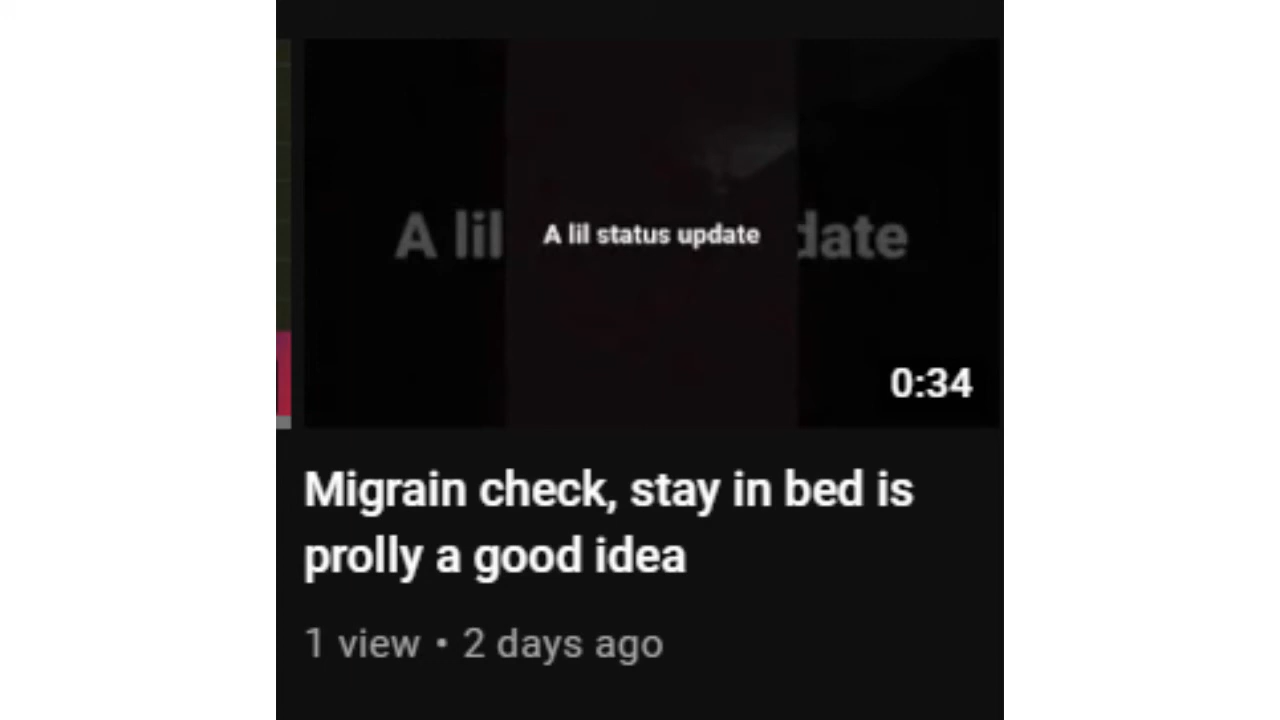 A lil date
A lil status update
0:34
Migrain check, stay in bed is
prolly a good idea
1 view • 2 days ago